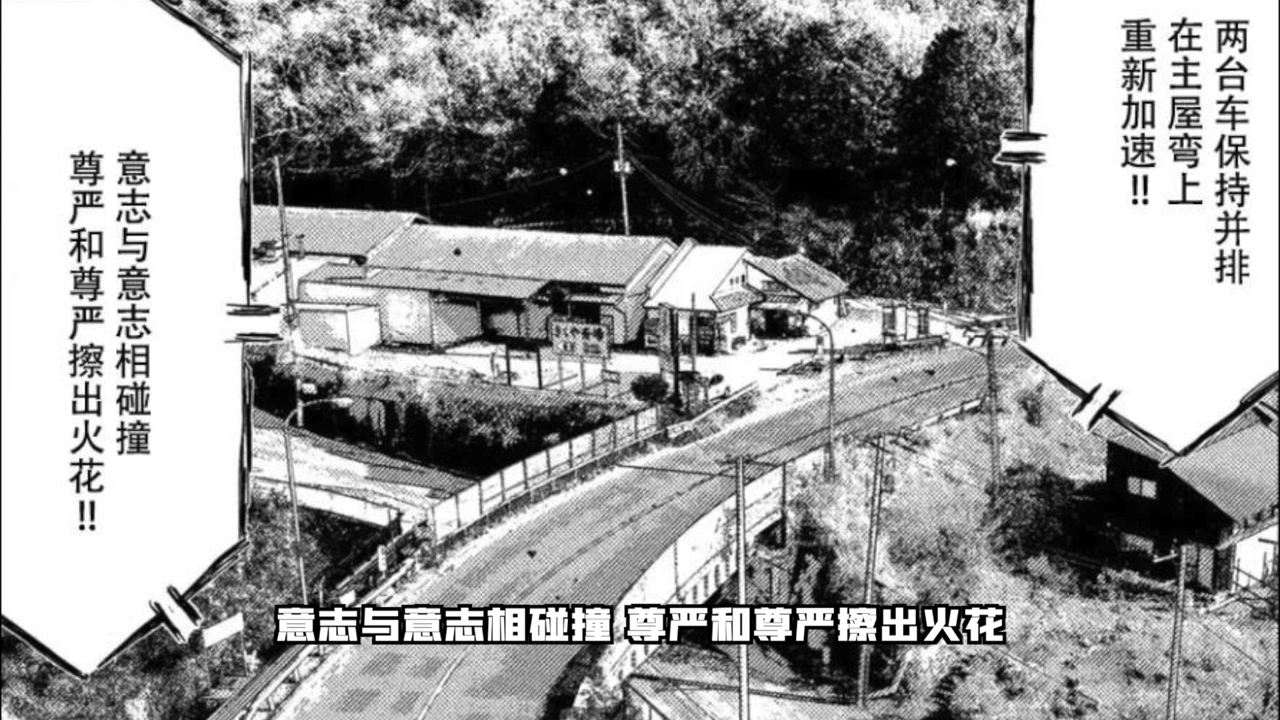 两台车保持并排
在主屋弯上
重新加速!!
意志与意志相碰撞
尊严和尊严擦出火花!!
意志与意志相碰撞 尊严和尊严擦出火花